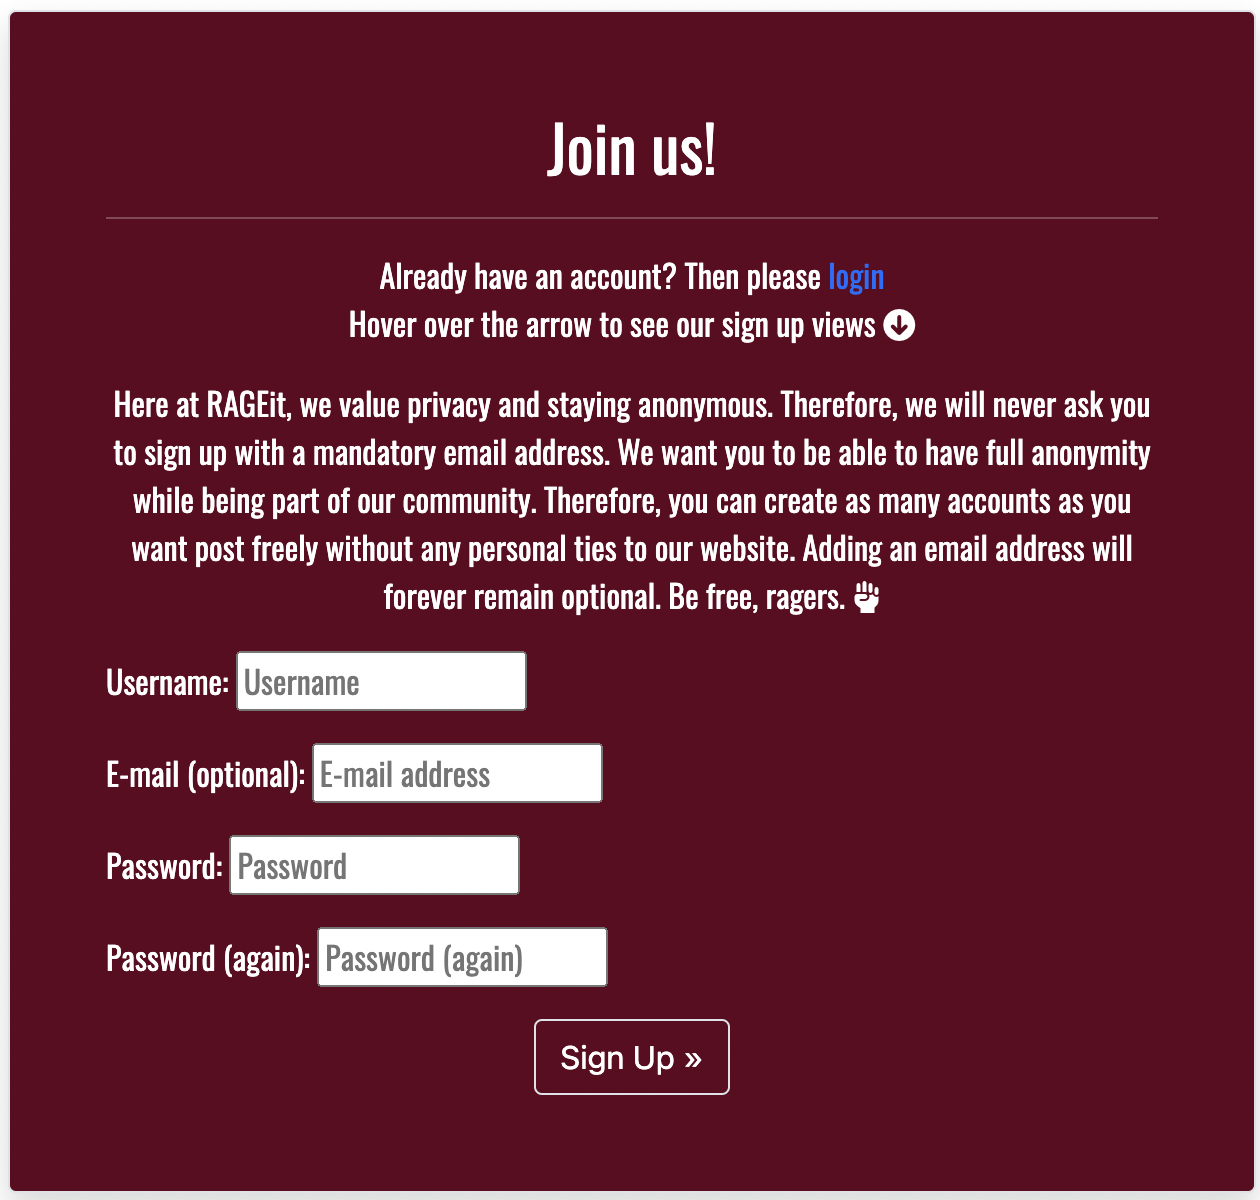 Join us!
Already have an account? Then please login
Hover over the arrow to see our sign up views
Here at RAGEit, we value privacy and staying anonymous. Therefore, we will never ask you
to sign up with a mandatory email address. We want you to be able to have full anonymity
while being part of our community. Therefore, you can create as many accounts as you
want post freely without any personal ties to our website. Adding an email address will
forever remain optional. Be free, ragers.
Username: Username
E-mail (optional): E-mail address
Password: Password
Password (again): Password (again)
Sign Up »